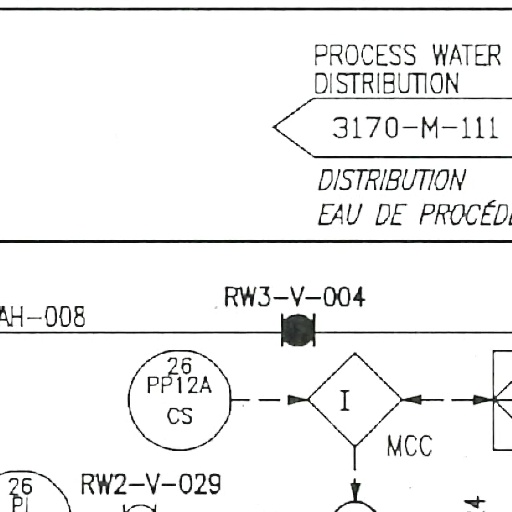 PROCESS WATER
DISTRIBUTION
3170-M-111
DISTRIBUTION
EAU DE PROCÉDÉ
RW3-V-004
AH-008
26
PP12A
CS
I
MCC
26
PI
RW2-V-029
4